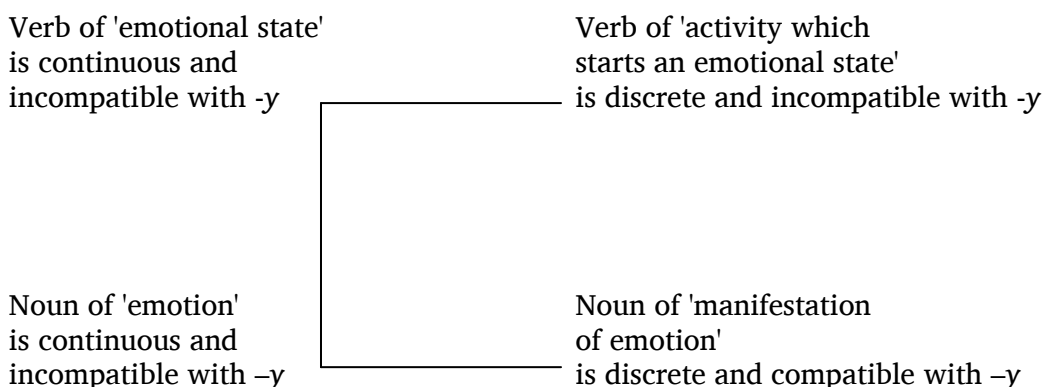 Verb of 'emotional state'
is continuous and
incompatible with -y
Verb of 'activity which
starts an emotional state'
is discrete and incompatible with -y
Noun of 'emotion'
is continuous and
incompatible with –y
Noun of 'manifestation
of emotion'
is discrete and compatible with –y